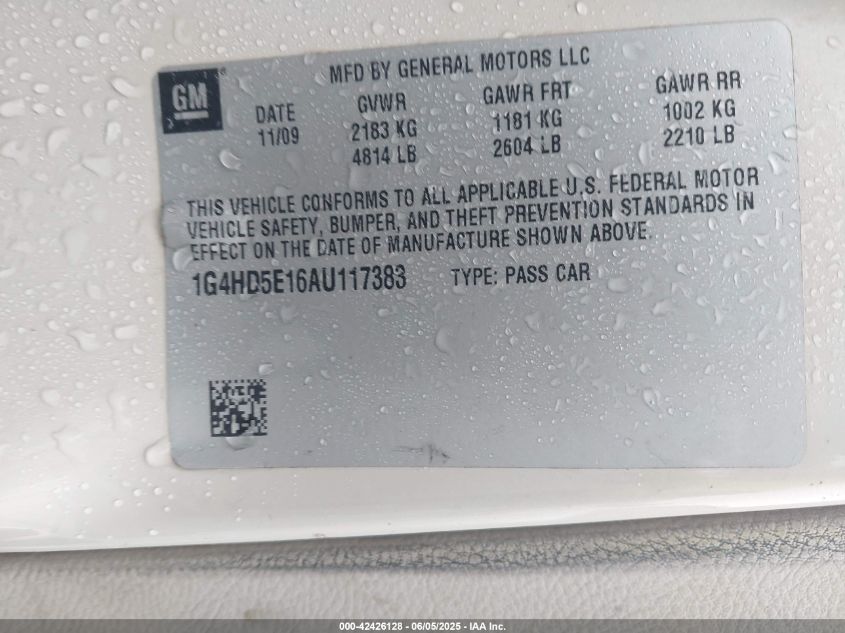 MFD BY GENERAL MOTORS LLC
GM®
DATE GVWR GAWR FRT GAWR RR
11/09 2183 KG 1181 KG 1002 KG
4814 LB 2604 LB 2210 LB
THIS VEHICLE CONFORMS TO ALL APPLICABLE U.S. FEDERAL MOTOR
VEHICLE SAFETY, BUMPER, AND THEFT PREVENTION STANDARDS IN
EFFECT ON THE DATE OF MANUFACTURE SHOWN ABOVE.
1G4HD5E16AU117383 TYPE: PASS CAR
000-42426128 - 06/05/2025 - IAA Inc.